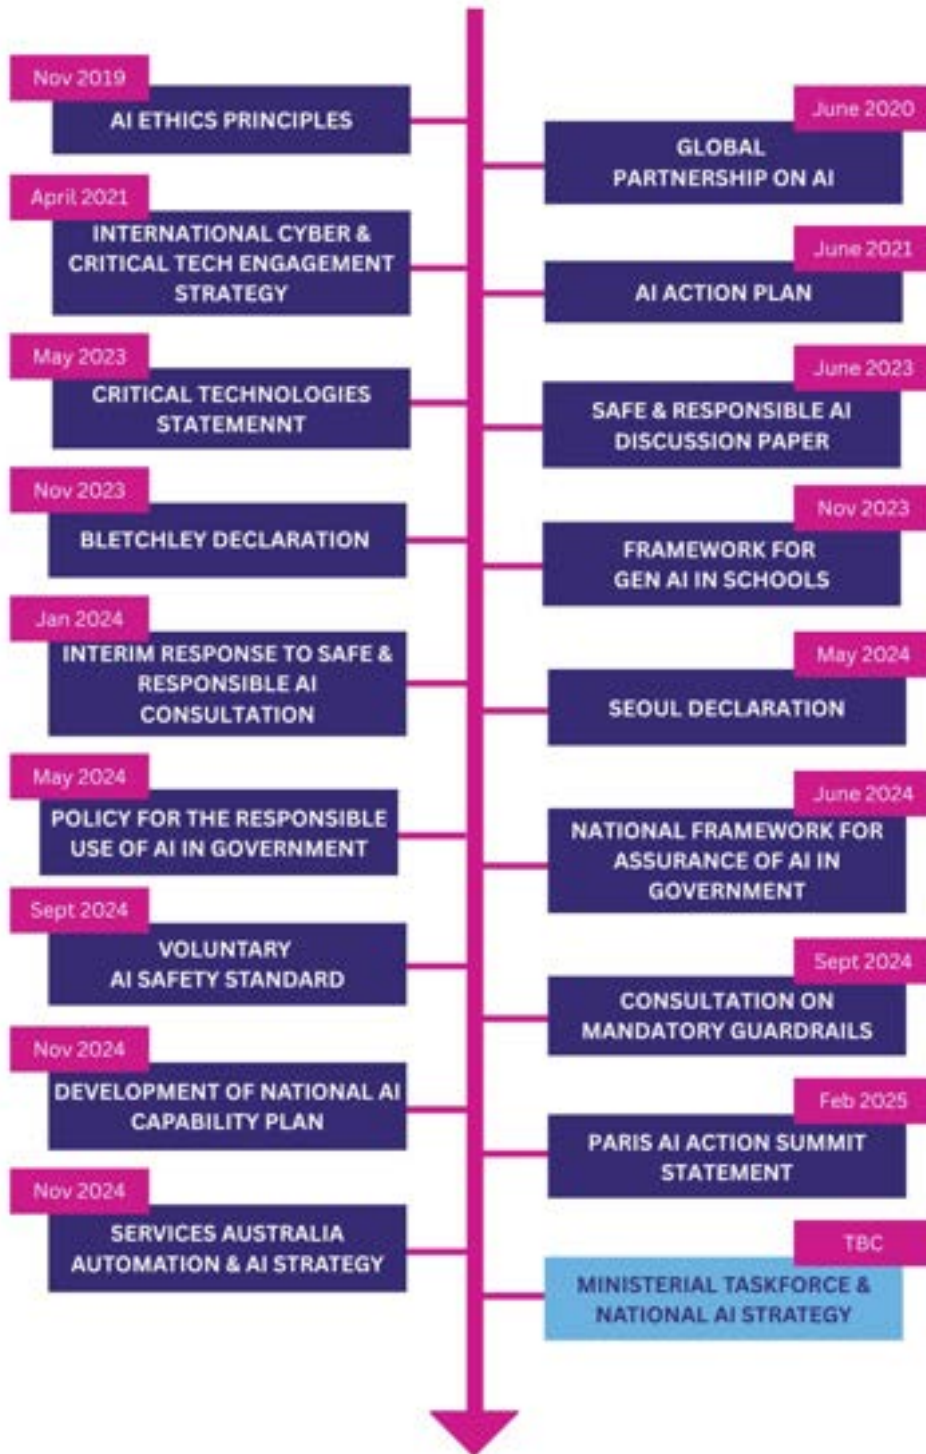 Nov 2019
AI ETHICS PRINCIPLES
June 2020
GLOBAL
PARTNERSHIP ON AI
April 2021
INTERNATIONAL CYBER &
CRITICAL TECH ENGAGEMENT
STRATEGY
June 2021
AI ACTION PLAN
May 2023
CRITICAL TECHNOLOGIES
STATEMENNT
June 2023
SAFE & RESPONSIBLE AI
DISCUSSION PAPER
Nov 2023
BLETCHLEY DECLARATION
Nov 2023
FRAMEWORK FOR
GEN AI IN SCHOOLS
Jan 2024
INTERIM RESPONSE TO SAFE &
RESPONSIBLE AI
CONSULTATION
May 2024
SEOUL DECLARATION
May 2024
POLICY FOR THE RESPONSIBLE
USE OF AI IN GOVERNMENT
June 2024
NATIONAL FRAMEWORK FOR
ASSURANCE OF AI IN
GOVERNMENT
Sept 2024
VOLUNTARY
AI SAFETY STANDARD
Sept 2024
CONSULTATION ON
MANDATORY GUARDRAILS
Nov 2024
DEVELOPMENT OF NATIONAL AI
CAPABILITY PLAN
Feb 2025
PARIS AI ACTION SUMMIT
STATEMENT
Nov 2024
SERVICES AUSTRALIA
AUTOMATION & AI STRATEGY
TBC
MINISTERIAL TASKFORCE &
NATIONAL AI STRATEGY